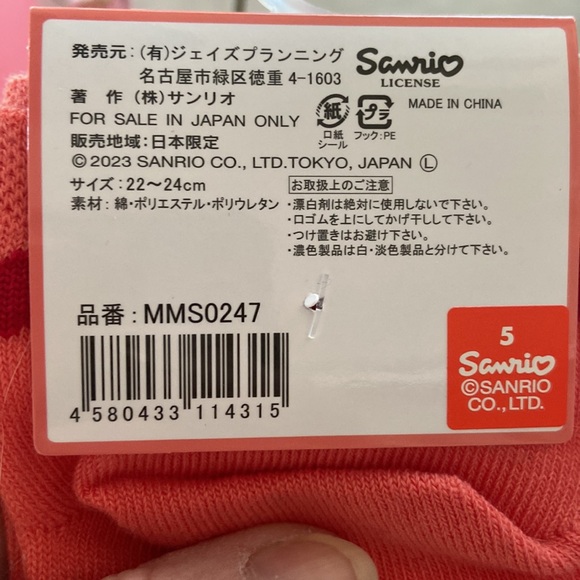 発売元：(有)ジェイズプランニング
名古屋市緑区徳重 4-1603
著　作 (株)サンリオ
FOR SALE IN JAPAN ONLY
販売地域：日本限定
© 2023 SANRIO CO., LTD.TOKYO, JAPAN Ⓛ
Sanrio
LICENSE
MADE IN CHINA
紙
口紙
シール
プラ
フック：PE
サイズ：22～24cm
素材：綿・ポリエステル・ポリウレタン
お取扱上のご注意
・漂白剤は絶対に使用しないで下さい。
・口ゴムを上にしてかげ干しして下さい。
・つけ置きはお避け下さい。
・濃色製品は白・淡色製品と分けて下さい。
品番：MMS0247
4 580433 114315
5
Sanrio
©SANRIO
CO., LTD.